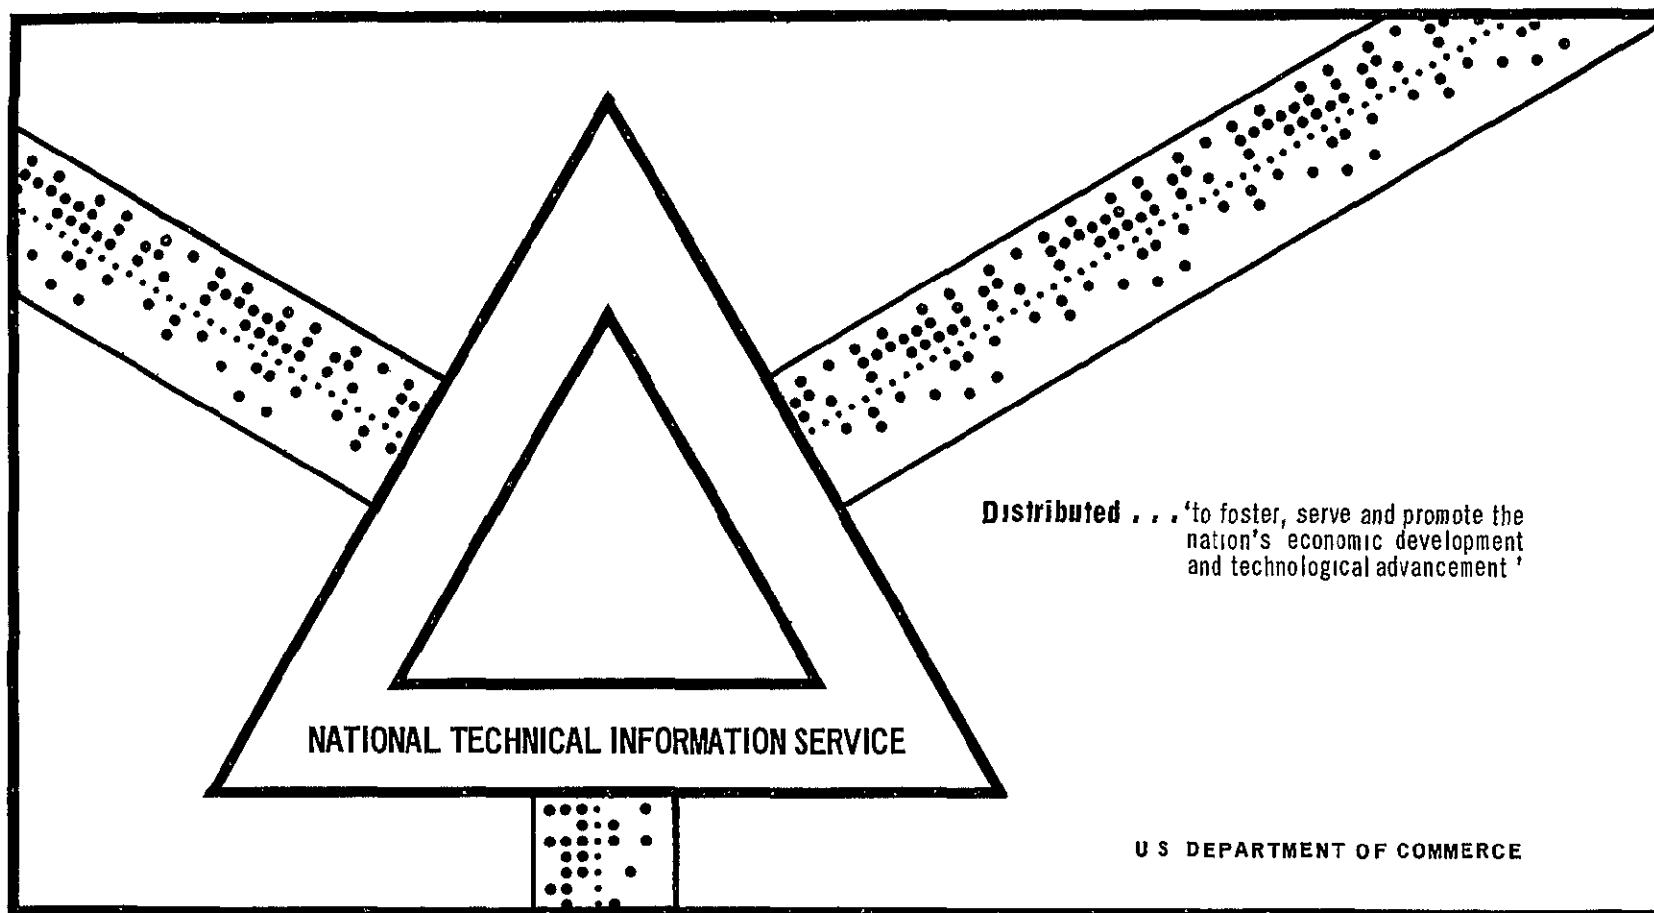 Distributed . . . 'to foster, serve and promote the
nation's economic development
and technological advancement '
NATIONAL TECHNICAL INFORMATION SERVICE
U S DEPARTMENT OF COMMERCE